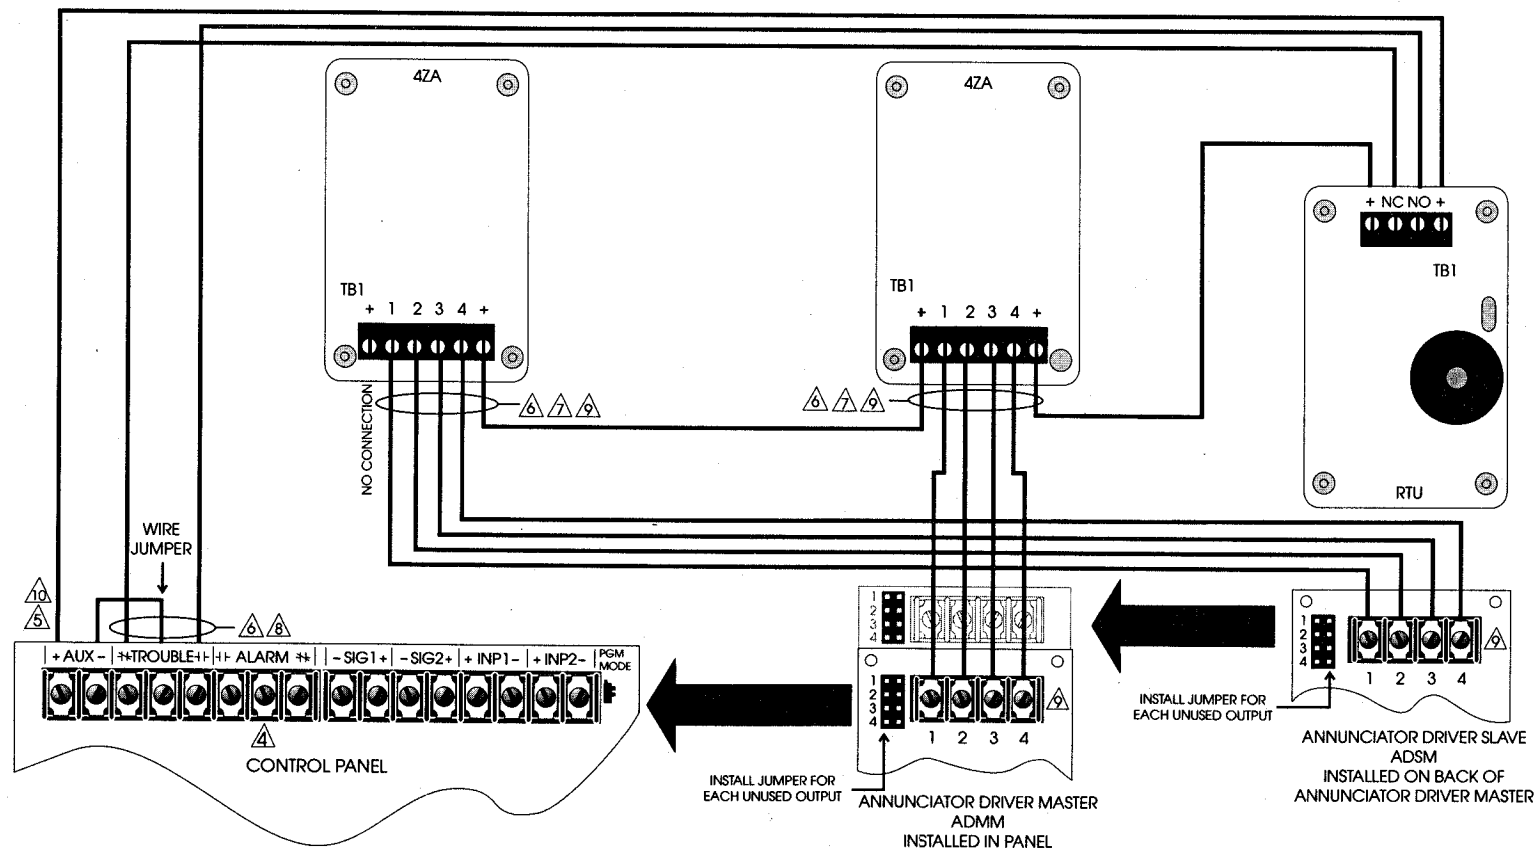 4ZA
4ZA
+ NC NO +
TB1
RTU
TB1
+ 1 2 3 4 +
TB1
+ 1 2 3 4 +
6 7 9
6 7 9
NO CONNECTION
WIRE
JUMPER
10
5
6 8
+ AUX - TROUBLE ALARM - SIG1 + - SIG2 + + INP1 - + INP2 - PGM
MODE
4
CONTROL PANEL
1
2
3
4
1
2
3
4
9
1 2 3 4
INSTALL JUMPER FOR
EACH UNUSED OUTPUT
ANNUNCIATOR DRIVER MASTER
ADMM
INSTALLED IN PANEL
1
2
3
4
9
1 2 3 4
INSTALL JUMPER FOR
EACH UNUSED OUTPUT
ANNUNCIATOR DRIVER SLAVE
ADSM
INSTALLED ON BACK OF
ANNUNCIATOR DRIVER MASTER